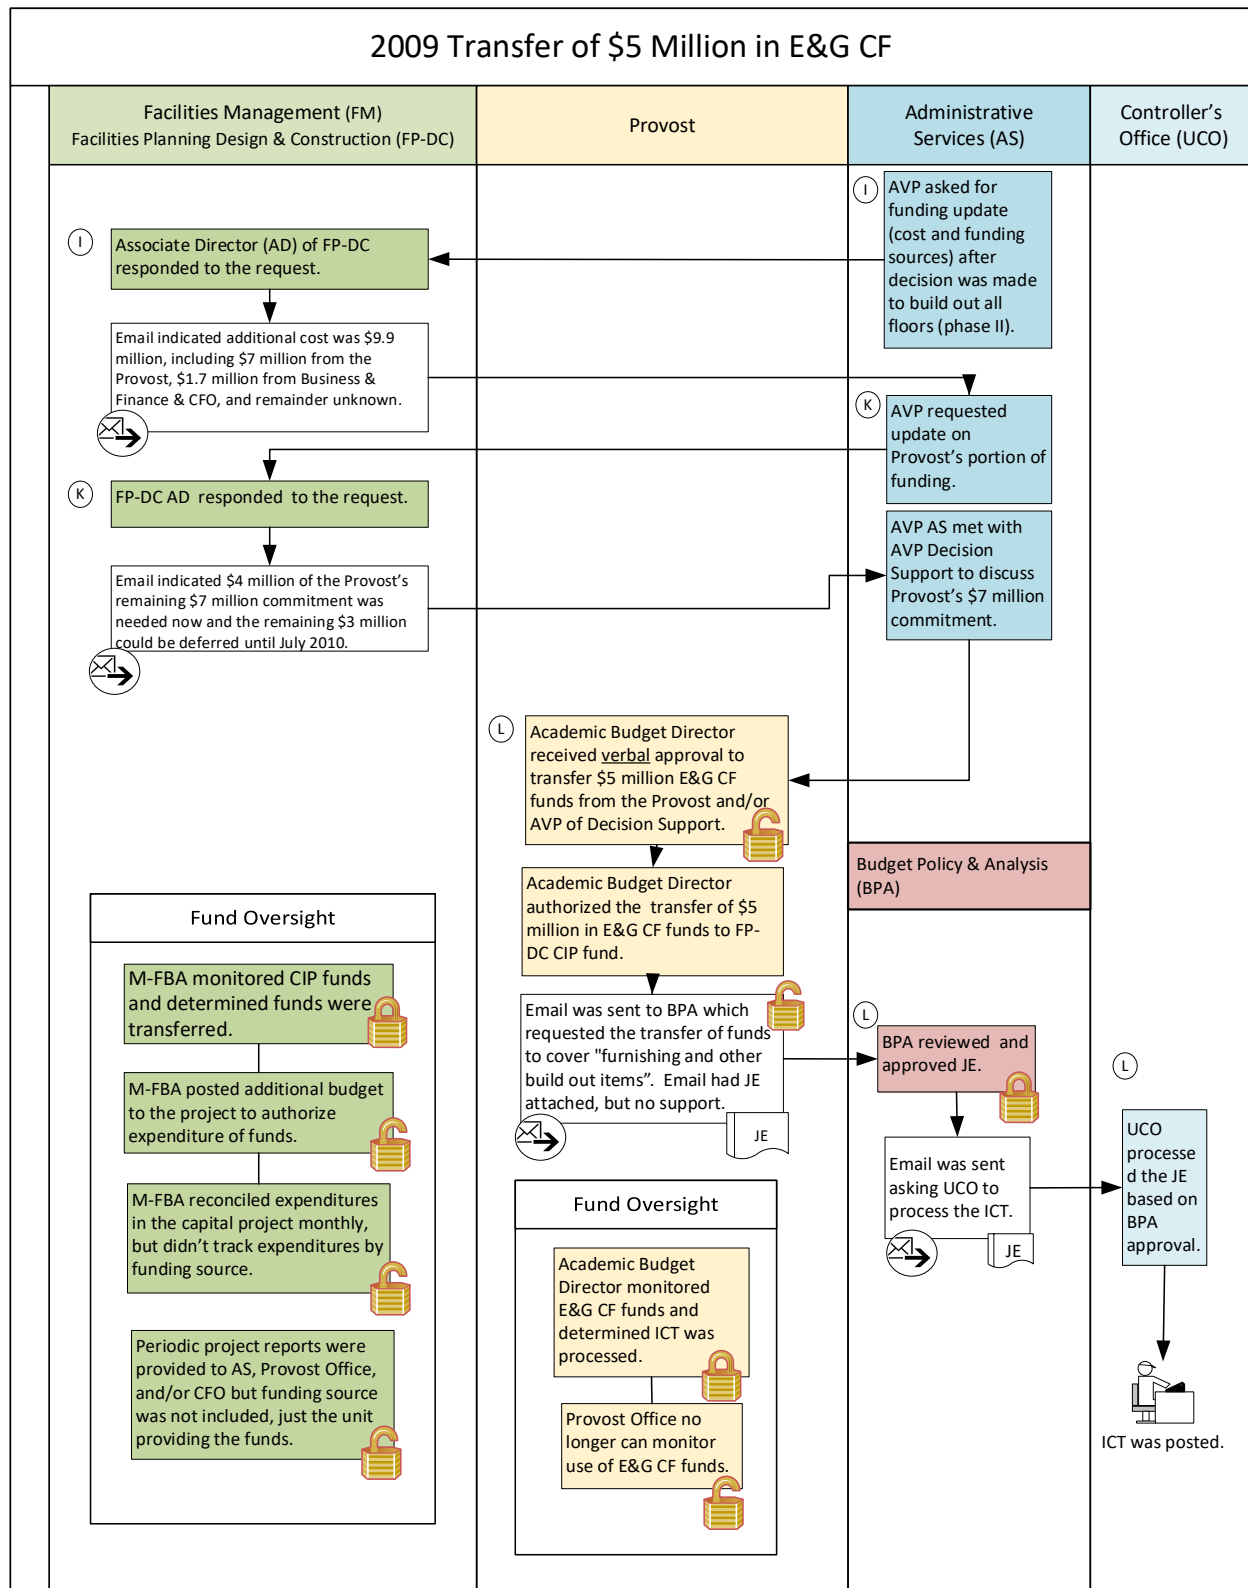 2009 Transfer of $5 Million in E&G CF
Facilities Management (FM)
Facilities Planning Design & Construction (FP-DC)
Provost
Administrative
Services (AS)
Controller’s
Office (UCO)
I
AVP asked for
funding update
(cost and funding
sources) after
decision was made
to build out all
floors (phase II).
I
Associate Director (AD) of FP-DC
responded to the request.
Email indicated additional cost was $9.9
million, including $7 million from the
Provost, $1.7 million from Business &
Finance & CFO, and remainder unknown.
K
AVP requested
update on
Provost’s portion of
funding.
K
FP-DC AD responded to the request.
Email indicated $4 million of the Provost’s
remaining $7 million commitment was
needed now and the remaining $3 million
could be deferred until July 2010.
AVP AS met with
AVP Decision
Support to discuss
Provost’s $7 million
commitment.
L
Academic Budget Director
received verbal approval to
transfer $5 million E&G CF
funds from the Provost and/or
AVP of Decision Support.
Academic Budget Director
authorized the transfer of $5
million in E&G CF funds to FP-
DC CIP fund.
Email was sent to BPA which
requested the transfer of funds
to cover "furnishing and other
build out items”. Email had JE
attached, but no support.
JE
Budget Policy & Analysis
(BPA)
L
BPA reviewed and
approved JE.
Email was sent
asking UCO to
process the ICT.
JE
L
UCO
processe
d the JE
based on
BPA
approval.
ICT was posted.
Fund Oversight
M-FBA monitored CIP funds
and determined funds were
transferred.
M-FBA posted additional budget
to the project to authorize
expenditure of funds.
M-FBA reconciled expenditures
in the capital project monthly,
but didn’t track expenditures by
funding source.
Periodic project reports were
provided to AS, Provost Office,
and/or CFO but funding source
was not included, just the unit
providing the funds.
Fund Oversight
Academic Budget
Director monitored
E&G CF funds and
determined ICT was
processed.
Provost Office no
longer can monitor
use of E&G CF funds.